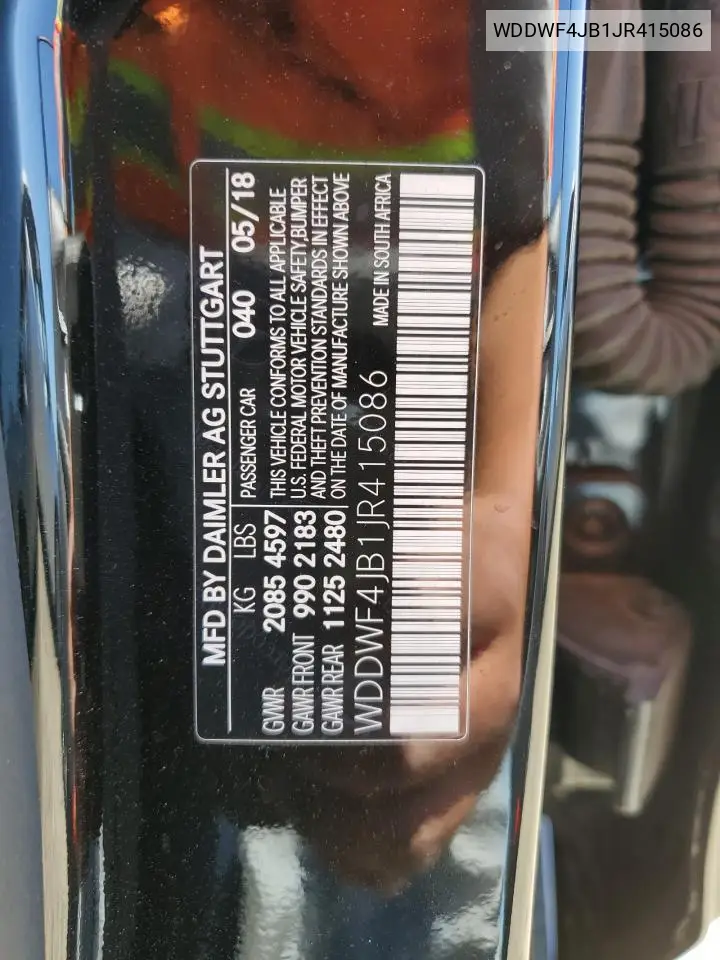 WDDWF4JB1JR415086
MFD BY DAIMLER AG STUTTGART
KG LBS PASSENGER CAR 040 05/18
GWR 2085 4597 THIS VEHICLE CONFORMS TO ALL APPLICABLE
GAWR FRONT 990 2183 U.S. FEDERAL MOTOR VEHICLE SAFETY BUMPER
AND THEFT PREVENTION STANDARDS IN EFFECT
GAWR REAR 1125 2480 ON THE DATE OF MANUFACTURE SHOWN ABOVE
WDDWF4JB1JR415086 MADE IN SOUTH AFRICA